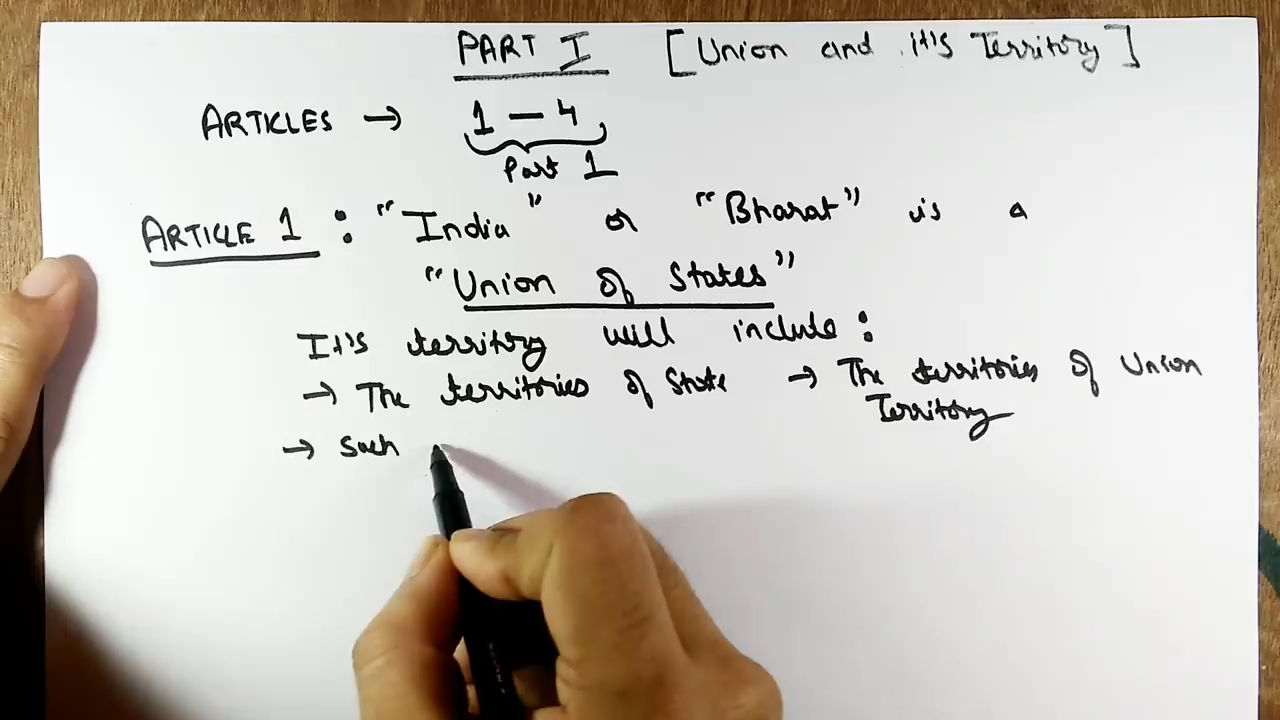 PART I [Union and it's Territory]
ARTICLES → 1 — 4
Part 1
ARTICLE 1 : "India" or "Bharat" is a
"Union of States"
It's territory will include :
→ The territories of State → The territories of Union
Territory
→ Such